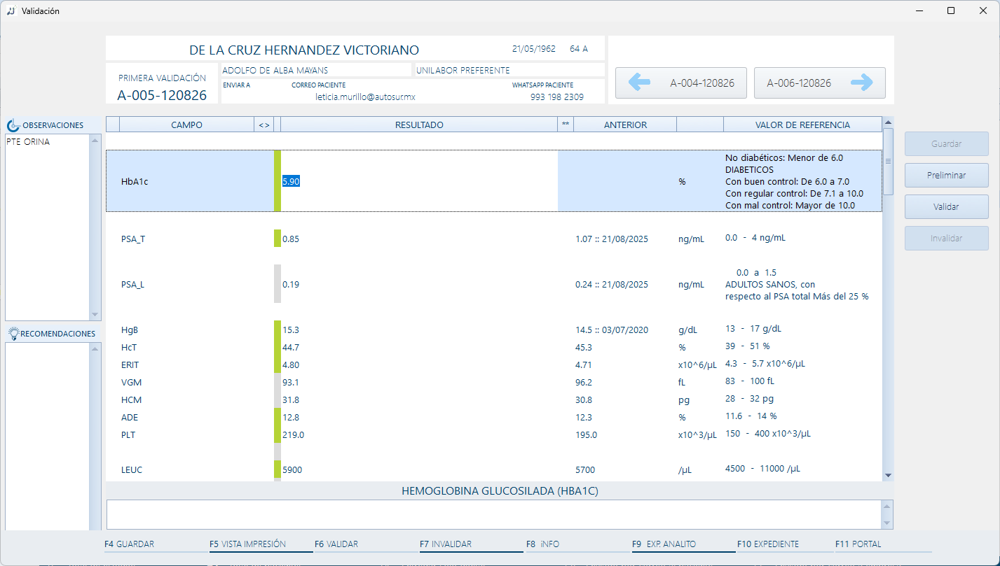 Validación
DE LA CRUZ HERNANDEZ VICTORIANO 21/05/1962 64 A
PRIMERA VALIDACIÓN
A-005-120826
ADOLFO DE ALBA MAYANS UNILABOR PREFERENTE
ENVIAR A CORREO PACIENTE WHATSAPP PACIENTE
leticia.murillo@autosur.mx 993 198 2309
A-004-120826 A-006-120826
OBSERVACIONES
PTE ORINA
RECOMENDACIONES
CAMPO <> RESULTADO ** ANTERIOR VALOR DE REFERENCIA
HbA1c 5.90 %
No diabéticos: Menor de 6.0
DIABETICOS
Con buen control: De 6.0 a 7.0
Con regular control: De 7.1 a 10.0
Con mal control: Mayor de 10.0
PSA_T 0.85 1.07 :: 21/08/2025 ng/mL 0.0 - 4 ng/mL
PSA_L 0.19 0.24 :: 21/08/2025 ng/mL
0.0 a 1.5
ADULTOS SANOS, con
respecto al PSA total Más del 25 %
HgB 15.3 14.5 :: 03/07/2020 g/dL 13 - 17 g/dL
HcT 44.7 45.3 % 39 - 51 %
ERIT 4.80 4.71 x10^6/µL 4.3 - 5.7 x10^6/µL
VGM 93.1 96.2 fL 83 - 100 fL
HCM 31.8 30.8 pg 28 - 32 pg
ADE 12.8 12.3 % 11.6 - 14 %
PLT 219.0 195.0 x10^3/µL 150 - 400 x10^3/µL
LEUC 5900 5700 /µL 4500 - 11000 /µL
HEMOGLOBINA GLUCOSILADA (HBA1C)
Guardar
Preliminar
Validar
Invalidar
F4 GUARDAR F5 VISTA IMPRESIÓN F6 VALIDAR F7 INVALIDAR F8 iNFO F9 EXP. ANALITO F10 EXPEDIENTE F11 PORTAL